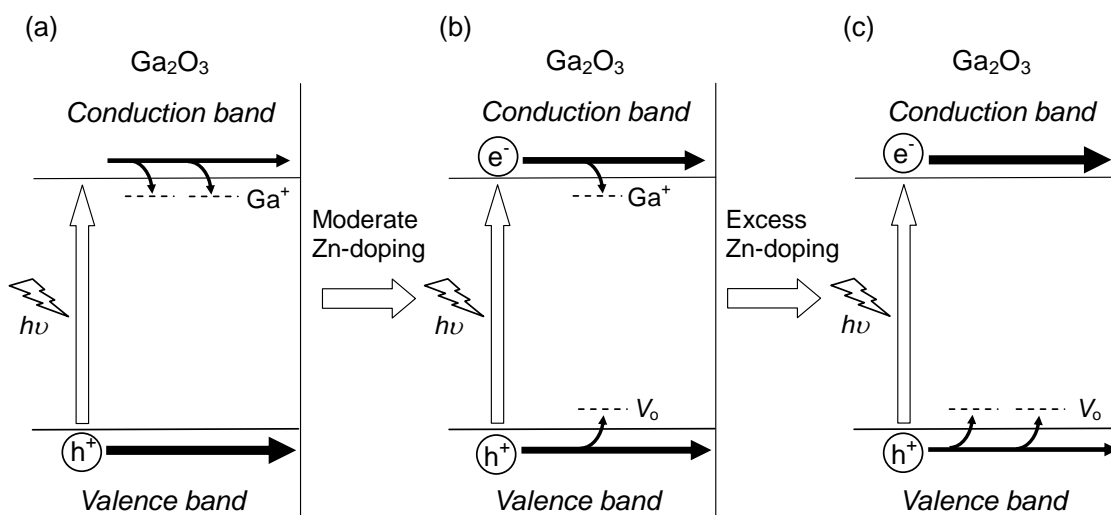 (a)
Ga₂O₃
Conduction band
Ga⁺
hυ
h⁺
Valence band
Moderate
Zn-doping
(b)
Ga₂O₃
Conduction band
e⁻
Ga⁺
hυ
Vₒ
h⁺
Valence band
Excess
Zn-doping
(c)
Ga₂O₃
Conduction band
e⁻
hυ
Vₒ
h⁺
Valence band